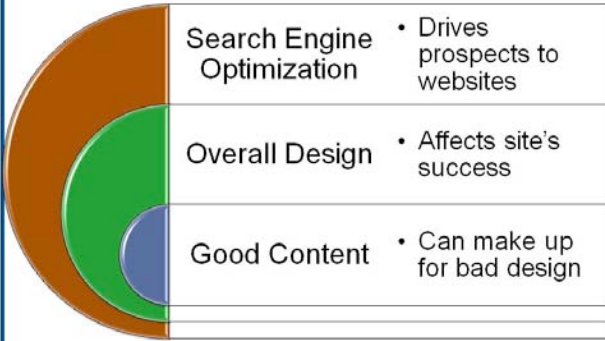 Search Engine
Optimization
• Drives
prospects to
websites
Overall Design
• Affects site's
success
Good Content
• Can make up
for bad design